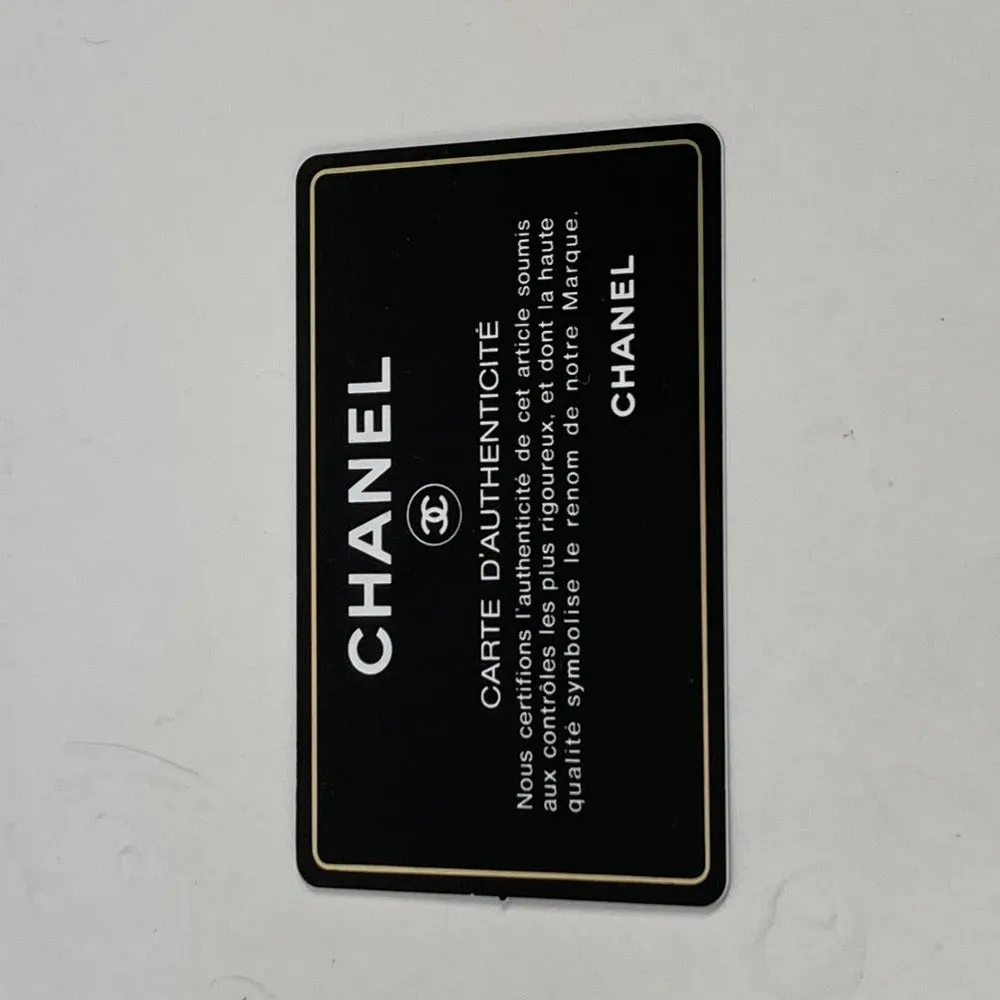 CHANEL
CARTE D'AUTHENTICITÉ
Nous certifions l'authenticité de cet article soumis
aux contrôles les plus rigoureux, et dont la haute
qualité symbolise le renom de notre Marque.
CHANEL